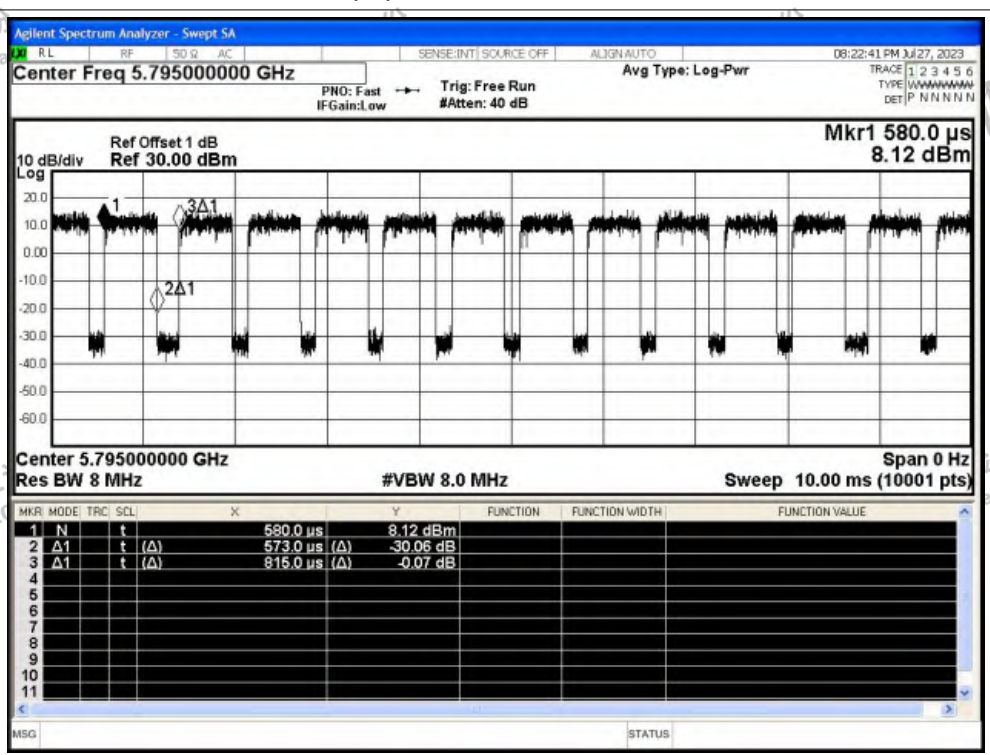 Agilent Spectrum Analyzer - Swept SA
LXI RL RF 50 Ω AC SENSE:INT SOURCE OFF ALIGN AUTO 08:22:41 PM Jul 27, 2023
Center Freq 5.795000000 GHz Avg Type: Log-Pwr TRACE 1 2 3 4 5 6
PNO: Fast Trig: Free Run TYPE WWWWWW
IFGain:Low #Atten: 40 dB DET P N N N N N
Mkr1 580.0 µs
Ref Offset 1 dB
10 dB/div Ref 30.00 dBm 8.12 dBm
Log
20.0
1 3Δ1
10.0
0.00
-10.0
2Δ1
-20.0
-30.0
-40.0
-50.0
-60.0
Center 5.795000000 GHz Span 0 Hz
Res BW 8 MHz #VBW 8.0 MHz Sweep 10.00 ms (10001 pts)
MKR MODE TRC SCL X Y FUNCTION FUNCTION WIDTH FUNCTION VALUE
1 N t 580.0 µs 8.12 dBm
2 Δ1 t (Δ) 573.0 µs (Δ) -30.06 dB
3 Δ1 t (Δ) 815.0 µs (Δ) -0.07 dB
4
5
6
7
8
9
10
11
MSG STATUS